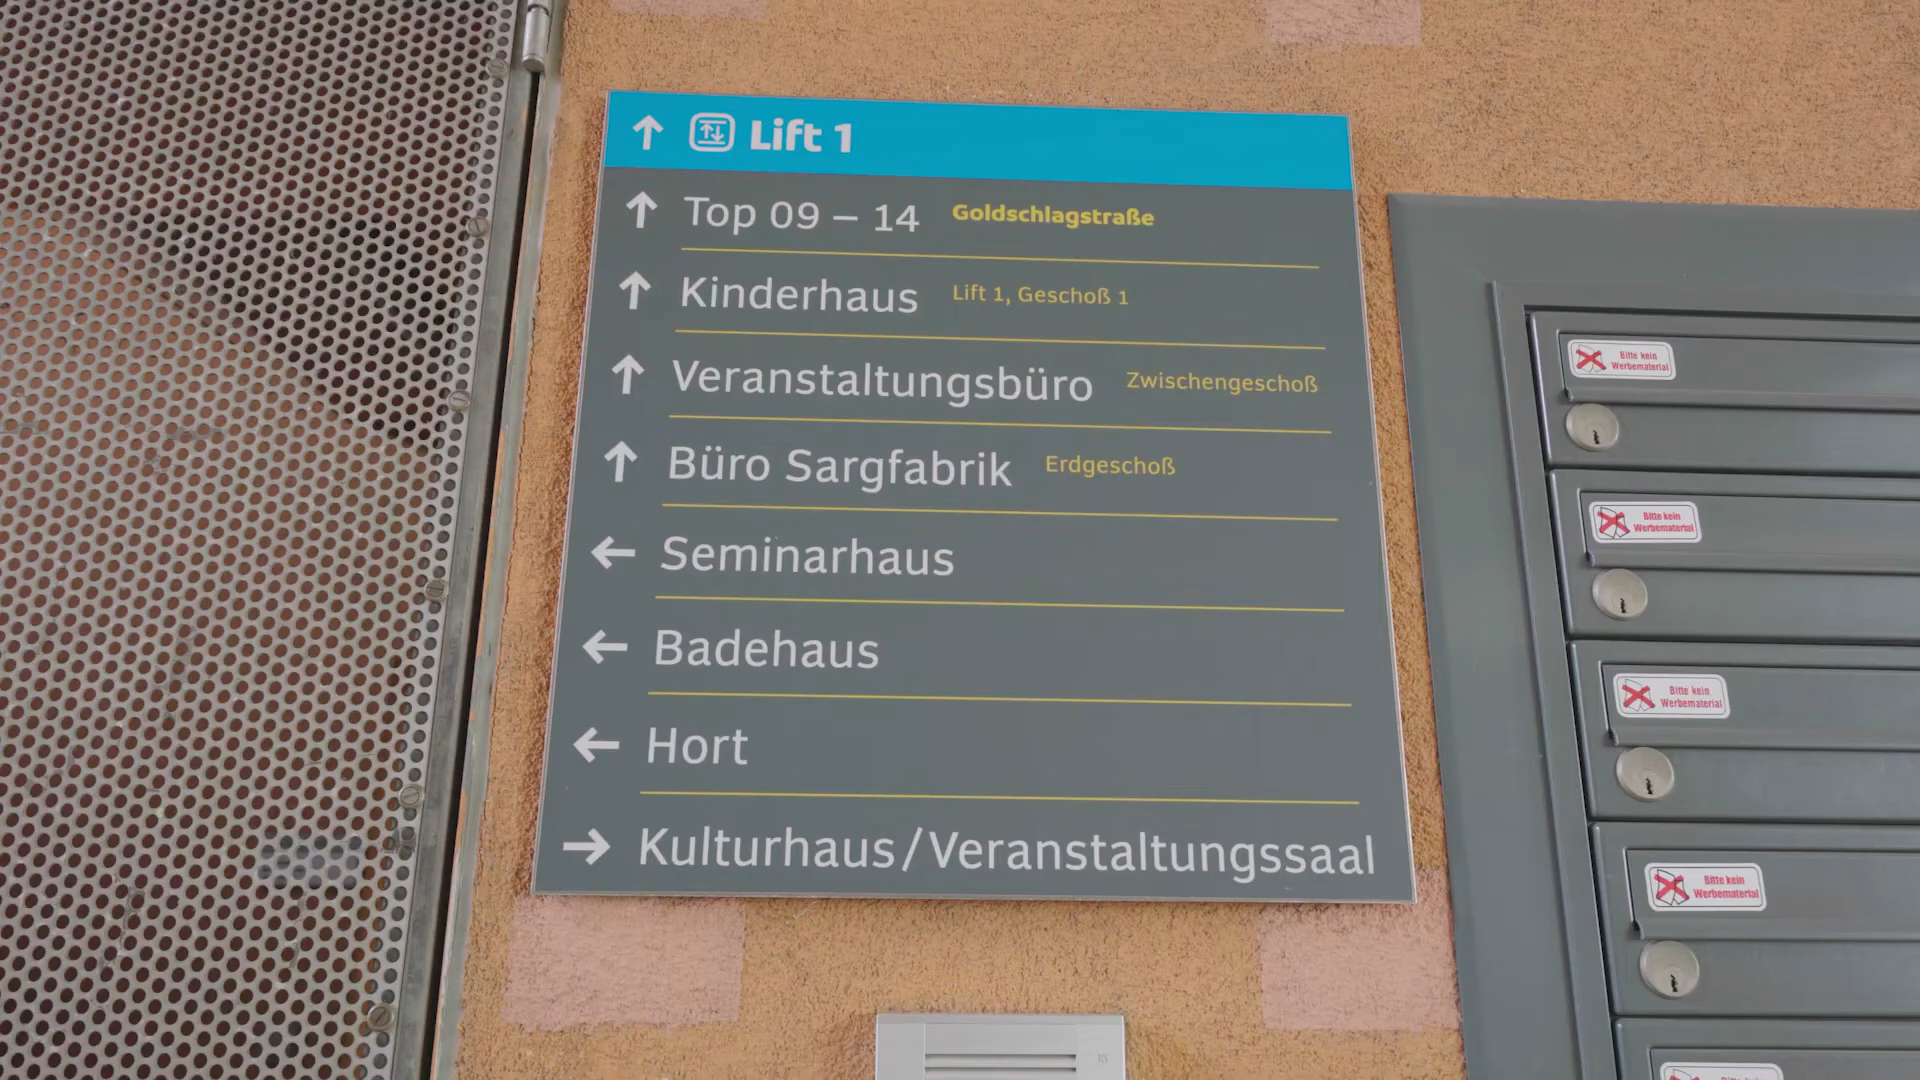 Lift 1
Top 09 – 14 Goldschlagstraße
Kinderhaus Lift 1, Geschoß 1
Veranstaltungsbüro Zwischengeschoß
Büro Sargfabrik Erdgeschoß
Seminarhaus
Badehaus
Hort
Kulturhaus/Veranstaltungssaal
Bitte kein
Werbematerial
Bitte kein
Werbematerial
Bitte kein
Werbematerial
Bitte kein
Werbematerial